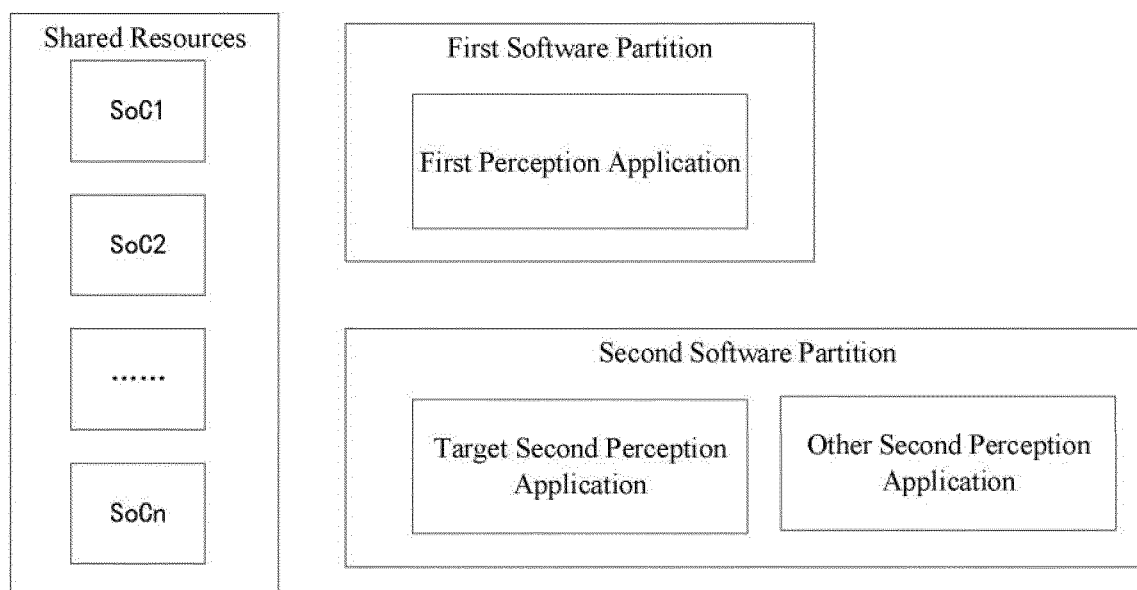 Shared Resources
SoC1
SoC2
……
SoCn
First Software Partition
First Perception Application
Second Software Partition
Target Second Perception
Application
Other Second Perception
Application